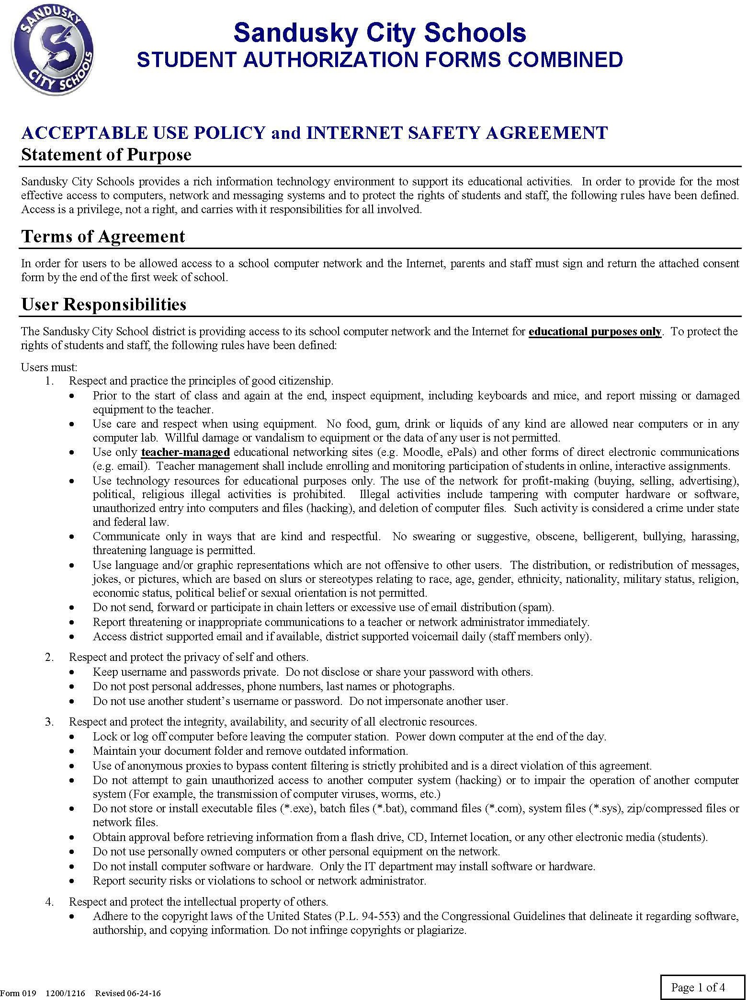 SANDUSKY
CITY SCHOOLS
Sandusky City Schools
STUDENT AUTHORIZATION FORMS COMBINED
ACCEPTABLE USE POLICY and INTERNET SAFETY AGREEMENT
Statement of Purpose
Sandusky City Schools provides a rich information technology environment to support its educational activities. In order to provide for the most
effective access to computers, network and messaging systems and to protect the rights of students and staff, the following rules have been defined.
Access is a privilege, not a right, and carries with it responsibilities for all involved.
Terms of Agreement
In order for users to be allowed access to a school computer network and the Internet, parents and staff must sign and return the attached consent
form by the end of the first week of school.
User Responsibilities
The Sandusky City School district is providing access to its school computer network and the Internet for educational purposes only. To protect the
rights of students and staff, the following rules have been defined:
Users must:
1. Respect and practice the principles of good citizenship.
• Prior to the start of class and again at the end, inspect equipment, including keyboards and mice, and report missing or damaged
equipment to the teacher.
• Use care and respect when using equipment. No food, gum, drink or liquids of any kind are allowed near computers or in any
computer lab. Willful damage or vandalism to equipment or the data of any user is not permitted.
• Use only teacher-managed educational networking sites (e.g. Moodle, ePals) and other forms of direct electronic communications
(e.g. email). Teacher management shall include enrolling and monitoring participation of students in online, interactive assignments.
• Use technology resources for educational purposes only. The use of the network for profit-making (buying, selling, advertising),
political, religious illegal activities is prohibited. Illegal activities include tampering with computer hardware or software,
unauthorized entry into computers and files (hacking), and deletion of computer files. Such activity is considered a crime under state
and federal law.
• Communicate only in ways that are kind and respectful. No swearing or suggestive, obscene, belligerent, bullying, harassing,
threatening language is permitted.
• Use language and/or graphic representations which are not offensive to other users. The distribution, or redistribution of messages,
jokes, or pictures, which are based on slurs or stereotypes relating to race, age, gender, ethnicity, nationality, military status, religion,
economic status, political belief or sexual orientation is not permitted.
• Do not send, forward or participate in chain letters or excessive use of email distribution (spam).
• Report threatening or inappropriate communications to a teacher or network administrator immediately.
• Access district supported email and if available, district supported voicemail daily (staff members only).
2. Respect and protect the privacy of self and others.
• Keep username and passwords private. Do not disclose or share your password with others.
• Do not post personal addresses, phone numbers, last names or photographs.
• Do not use another student’s username or password. Do not impersonate another user.
3. Respect and protect the integrity, availability, and security of all electronic resources.
• Lock or log off computer before leaving the computer station. Power down computer at the end of the day.
• Maintain your document folder and remove outdated information.
• Use of anonymous proxies to bypass content filtering is strictly prohibited and is a direct violation of this agreement.
• Do not attempt to gain unauthorized access to another computer system (hacking) or to impair the operation of another computer
system (For example, the transmission of computer viruses, worms, etc.)
• Do not store or install executable files (*.exe), batch files (*.bat), command files (*.com), system files (*.sys), zip/compressed files or
network files.
• Obtain approval before retrieving information from a flash drive, CD, Internet location, or any other electronic media (students).
• Do not use personally owned computers or other personal equipment on the network.
• Do not install computer software or hardware. Only the IT department may install software or hardware.
• Report security risks or violations to school or network administrator.
4. Respect and protect the intellectual property of others.
• Adhere to the copyright laws of the United States (P.L. 94-553) and the Congressional Guidelines that delineate it regarding software,
authorship, and copying information. Do not infringe copyrights or plagiarize.
Form 019 1200/1216 Revised 06-24-16
Page 1 of 4